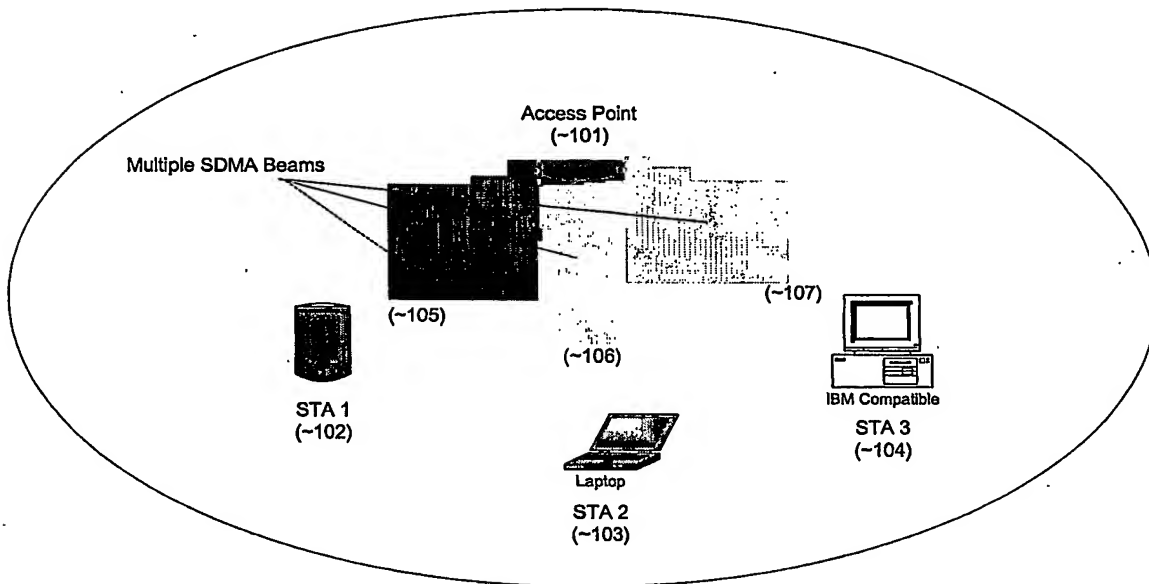 Access Point
(~101)
Multiple SDMA Beams
(~105)
(~106)
(~107)
STA 1
(~102)
Laptop
STA 2
(~103)
IBM Compatible
STA 3
(~104)